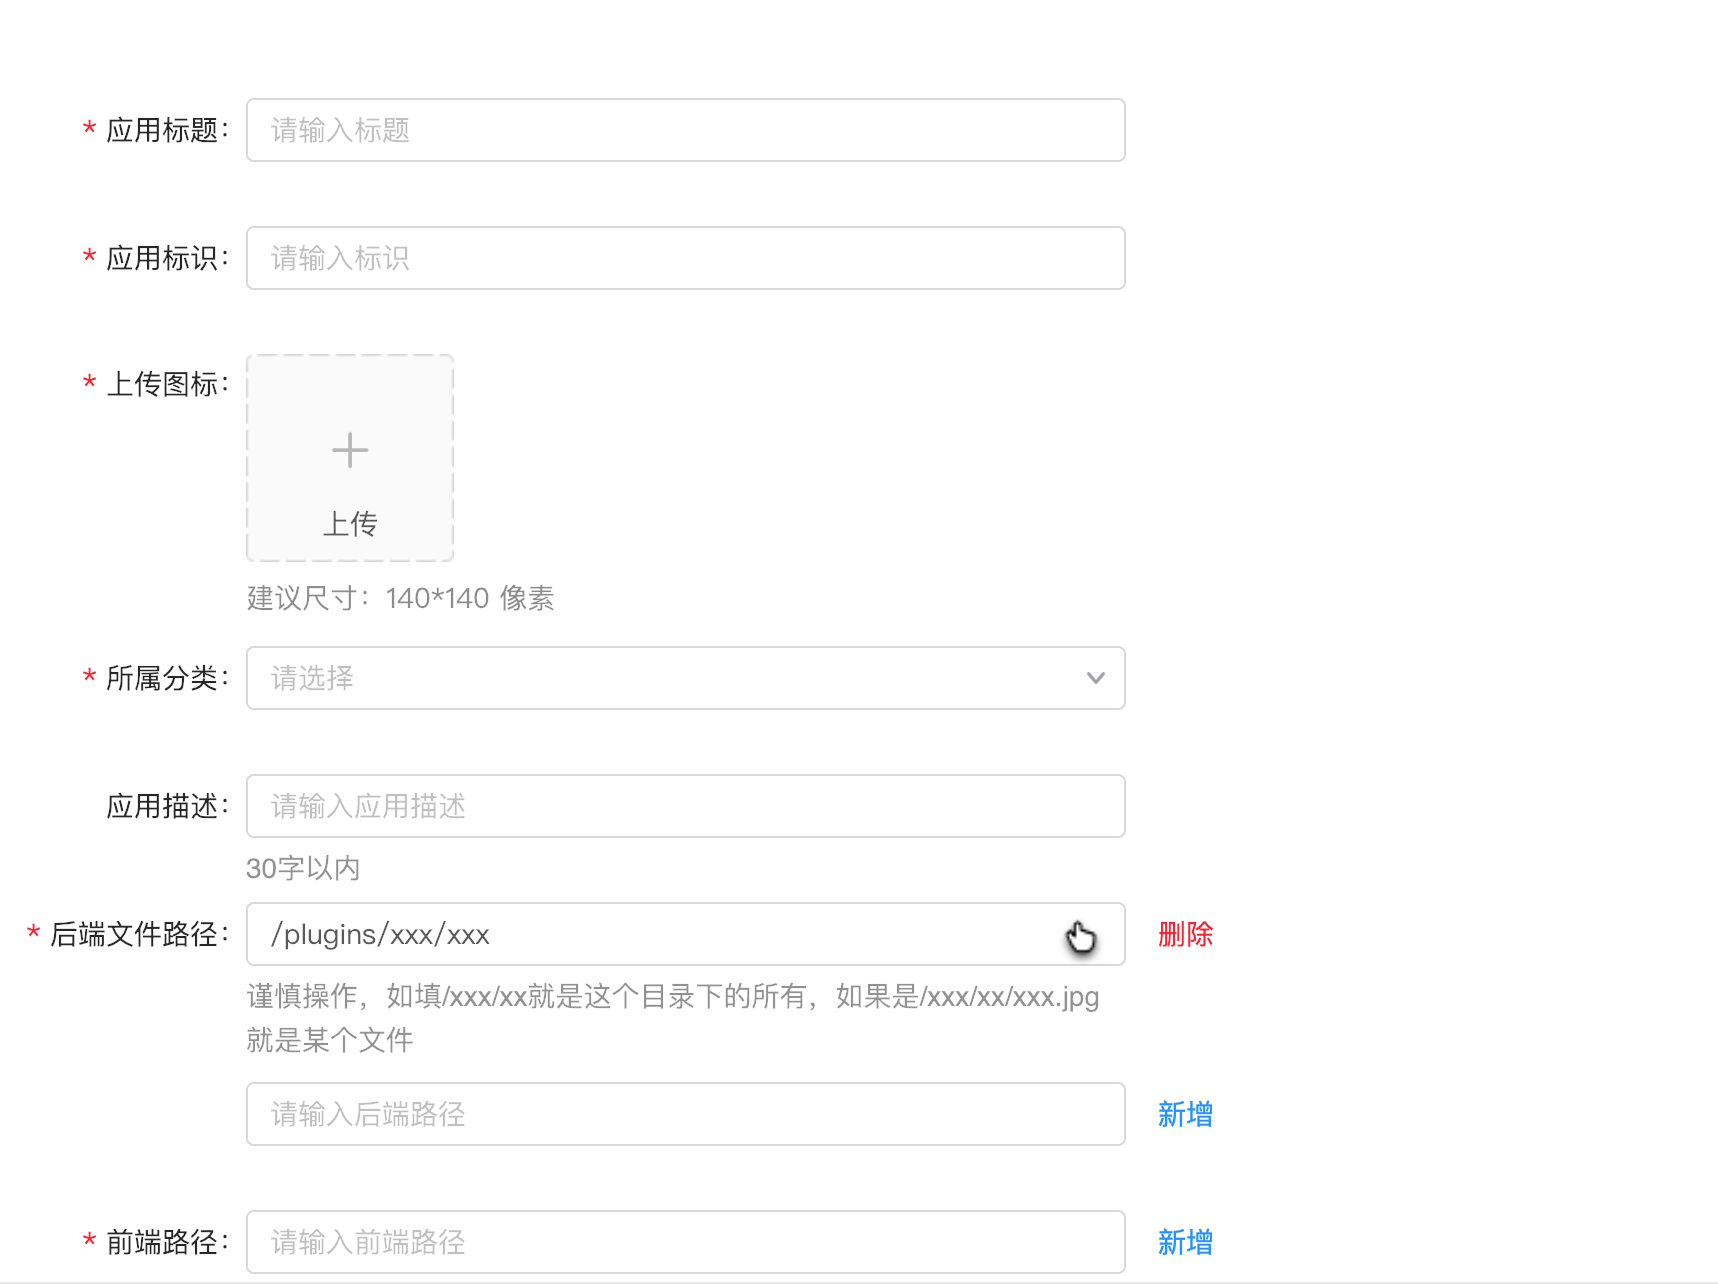 * 应用标题：请输入标题
* 应用标识：请输入标识
* 上传图标：
上传
建议尺寸：140*140 像素
* 所属分类：请选择
应用描述：请输入应用描述
30字以内
* 后端文件路径：/plugins/xxx/xxx 删除
谨慎操作，如填/xxx/xx就是这个目录下的所有，如果是/xxx/xx/xxx.jpg
就是某个文件
请输入后端路径 新增
* 前端路径：请输入前端路径 新增